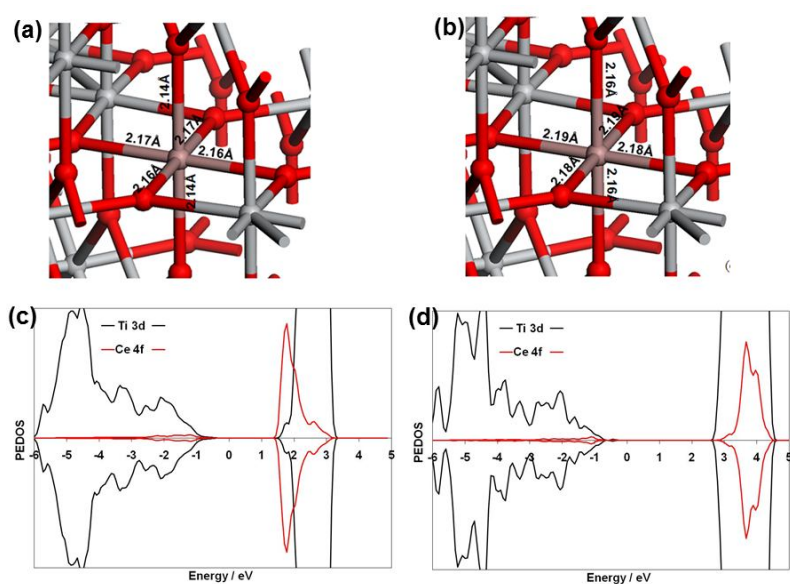 (a)
2.14Å
2.17Å
2.17Å
2.16Å
2.16Å
2.14Å
(b)
2.16Å
2.19Å
2.19Å
2.18Å
2.18Å
2.16Å
(c)
Ti 3d
Ce 4f
PEDOS
-6 -5 -4 -3 -2 -1 0 1 2 3 4 5
Energy / eV
(d)
Ti 3d
Ce 4f
PEDOS
-6 -5 -4 -3 -2 -1 0 1 2 3 4 5
Energy / eV